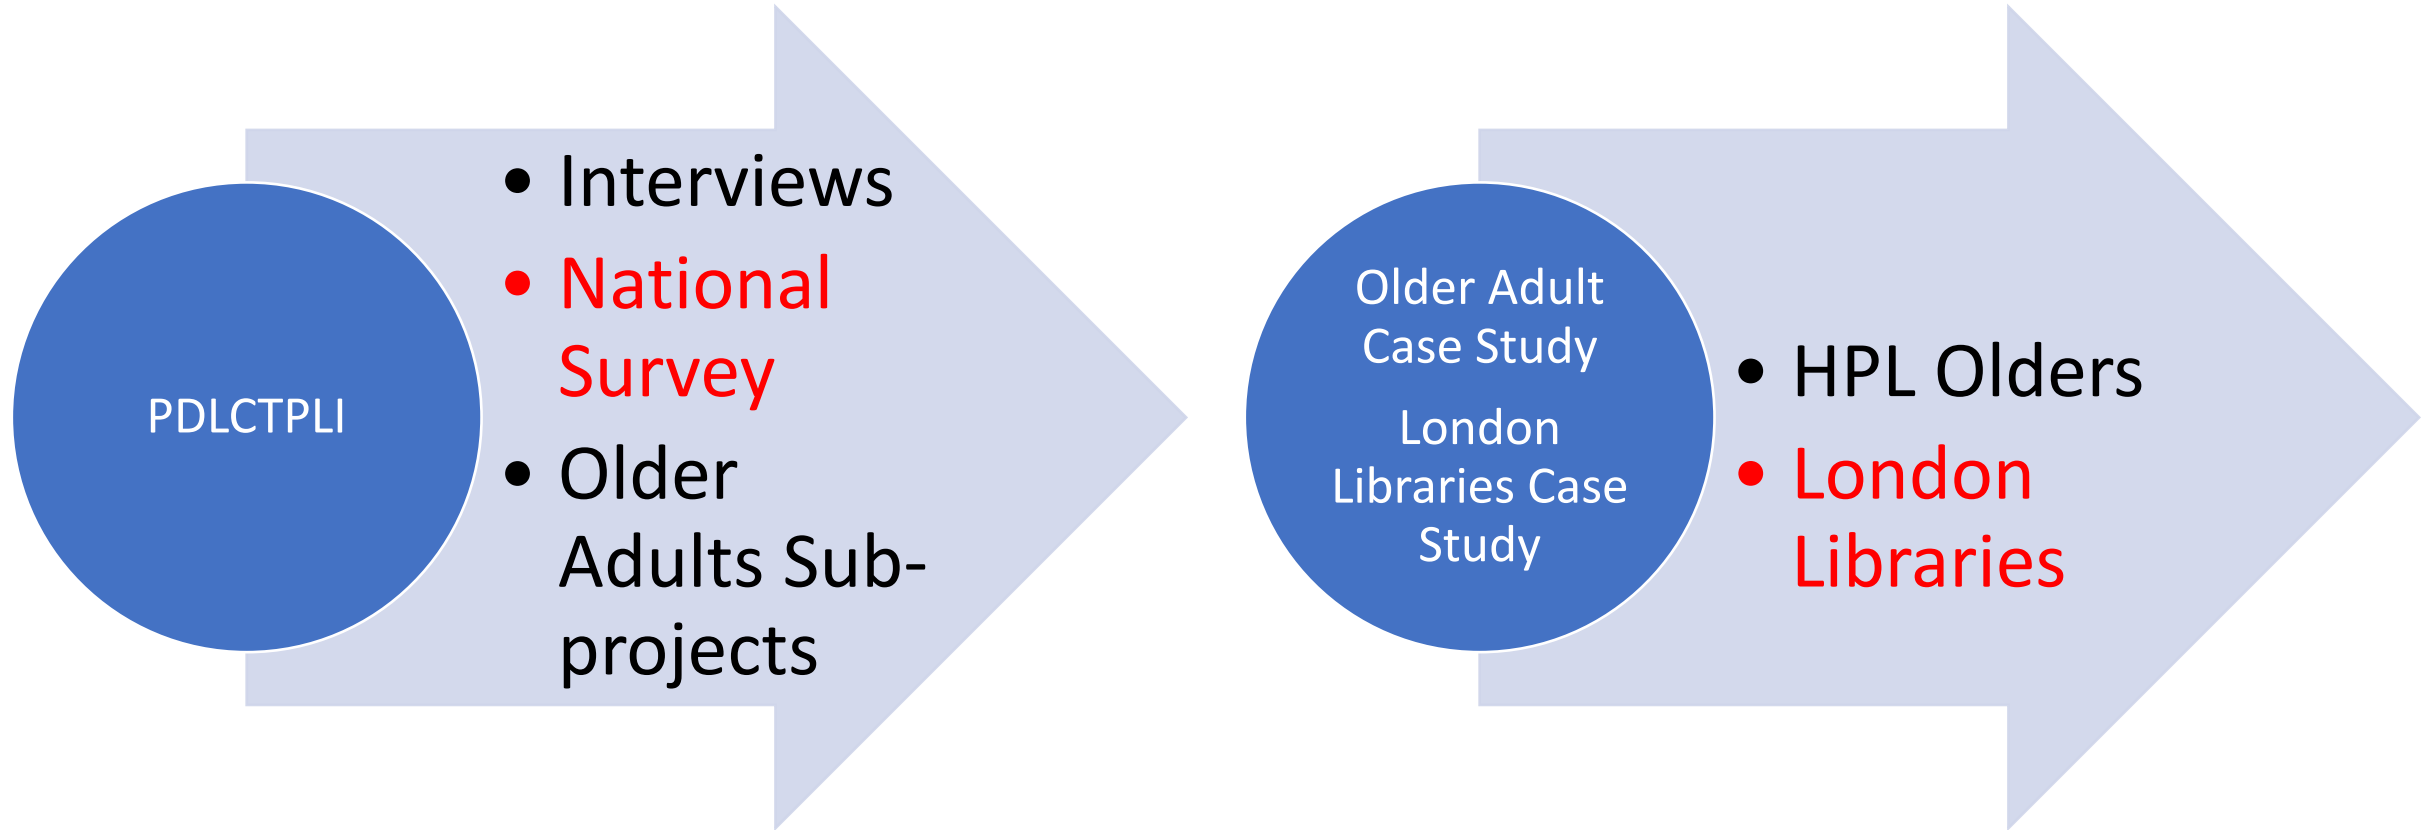 PDLCTPLI
• Interviews
• National
Survey
• Older
Adults Sub-
projects
Older Adult
Case Study
London
Libraries Case
Study
• HPL Olders
• London
Libraries